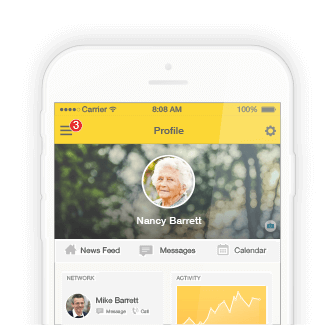 Carrier 8:08 AM 100%
3
Profile
Nancy Barrett
News Feed Messages Calendar
NETWORK ACTIVITY
Mike Barrett
Message Call